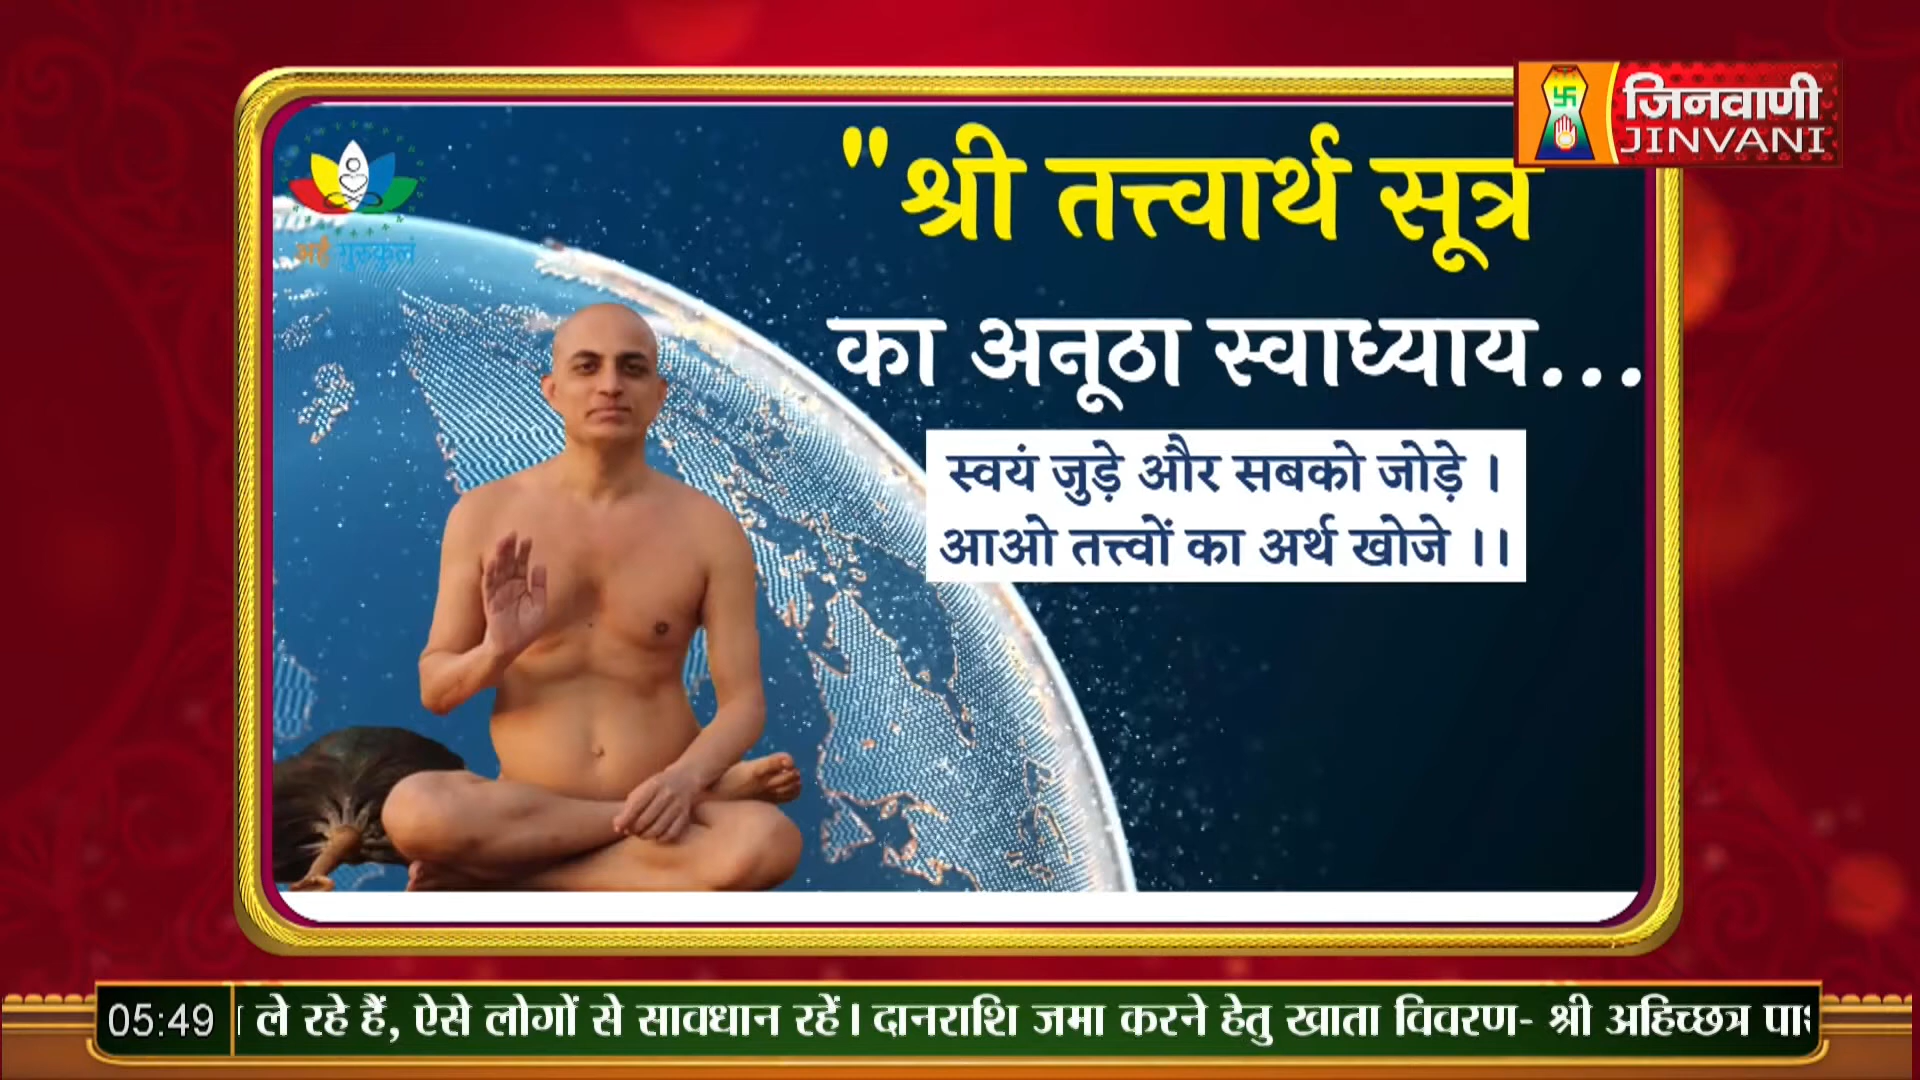 जिनवाणी
JINVANI
"श्री तत्त्वार्थ सूत्र
का अनूठा स्वाध्याय...
अर्हं गुरुकुलं
स्वयं जुड़े और सबको जोड़े ।
आओ तत्त्वों का अर्थ खोजे ।।
05:49
ले रहे हैं, ऐसे लोगों से सावधान रहें। दानराशि जमा करने हेतु खाता विवरण- श्री अहिच्छत्र